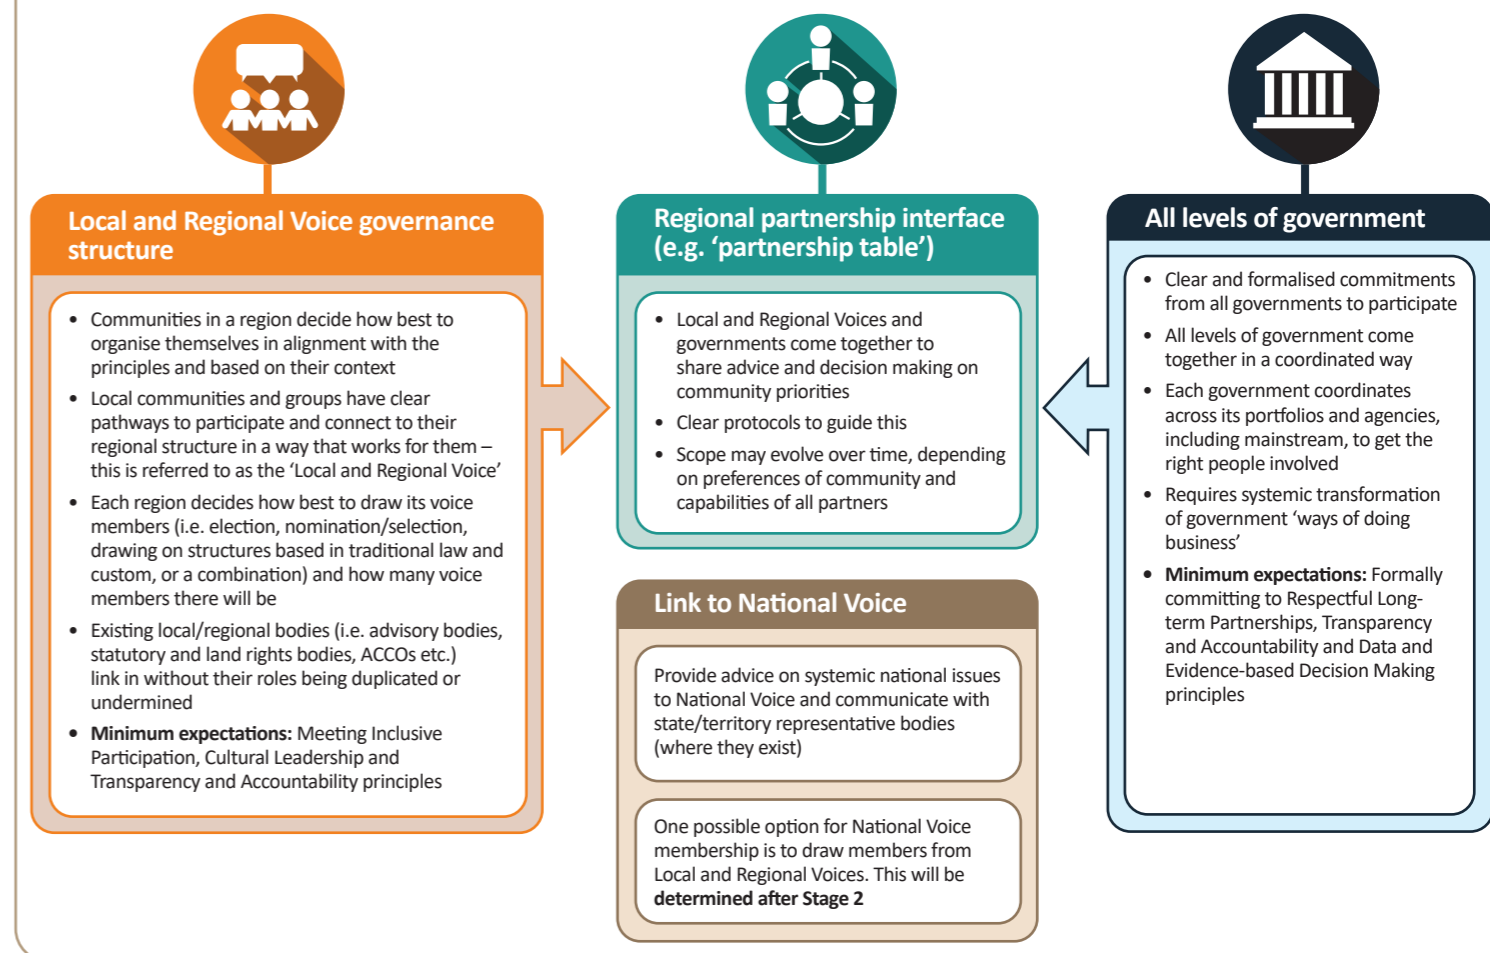 Local and Regional Voice governance
structure
• Communities in a region decide how best to
organise themselves in alignment with the
principles and based on their context
• Local communities and groups have clear
pathways to participate and connect to their
regional structure in a way that works for them –
this is referred to as the ‘Local and Regional Voice’
• Each region decides how best to draw its voice
members (i.e. election, nomination/selection,
drawing on structures based in traditional law and
custom, or a combination) and how many voice
members there will be
• Existing local/regional bodies (i.e. advisory bodies,
statutory and land rights bodies, ACCOs etc.)
link in without their roles being duplicated or
undermined
• Minimum expectations: Meeting Inclusive
Participation, Cultural Leadership and
Transparency and Accountability principles
Regional partnership interface
(e.g. ‘partnership table’)
• Local and Regional Voices and
governments come together to
share advice and decision making on
community priorities
• Clear protocols to guide this
• Scope may evolve over time, depending
on preferences of community and
capabilities of all partners
Link to National Voice
Provide advice on systemic national issues
to National Voice and communicate with
state/territory representative bodies
(where they exist)
One possible option for National Voice
membership is to draw members from
Local and Regional Voices. This will be
determined after Stage 2
All levels of government
• Clear and formalised commitments
from all governments to participate
• All levels of government come
together in a coordinated way
• Each government coordinates
across its portfolios and agencies,
including mainstream, to get the
right people involved
• Requires systemic transformation
of government ‘ways of doing
business’
• Minimum expectations: Formally
committing to Respectful Long-
term Partnerships, Transparency
and Accountability and Data and
Evidence-based Decision Making
principles